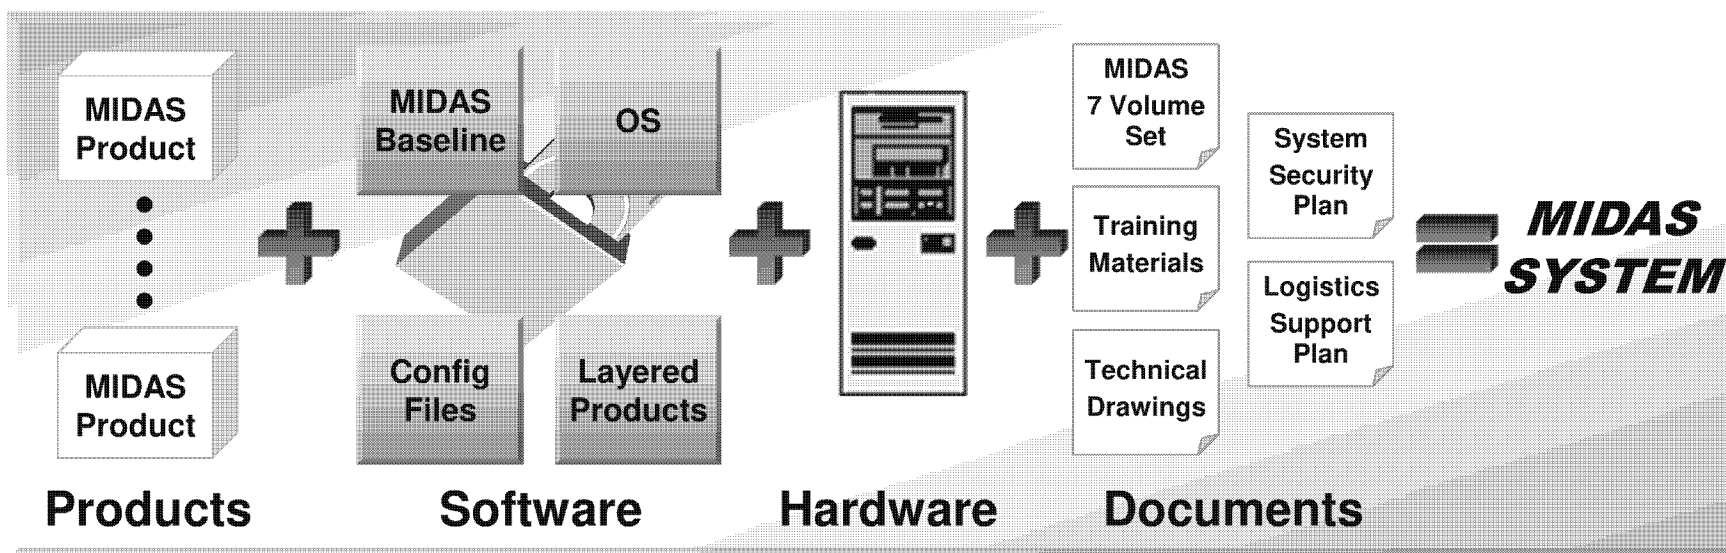 MIDAS
Product
MIDAS
Product
Products
MIDAS
Baseline
OS
Config
Files
Layered
Products
Software
Hardware
MIDAS
7 Volume
Set
Training
Materials
Technical
Drawings
System
Security
Plan
Logistics
Support
Plan
Documents
MIDAS
SYSTEM